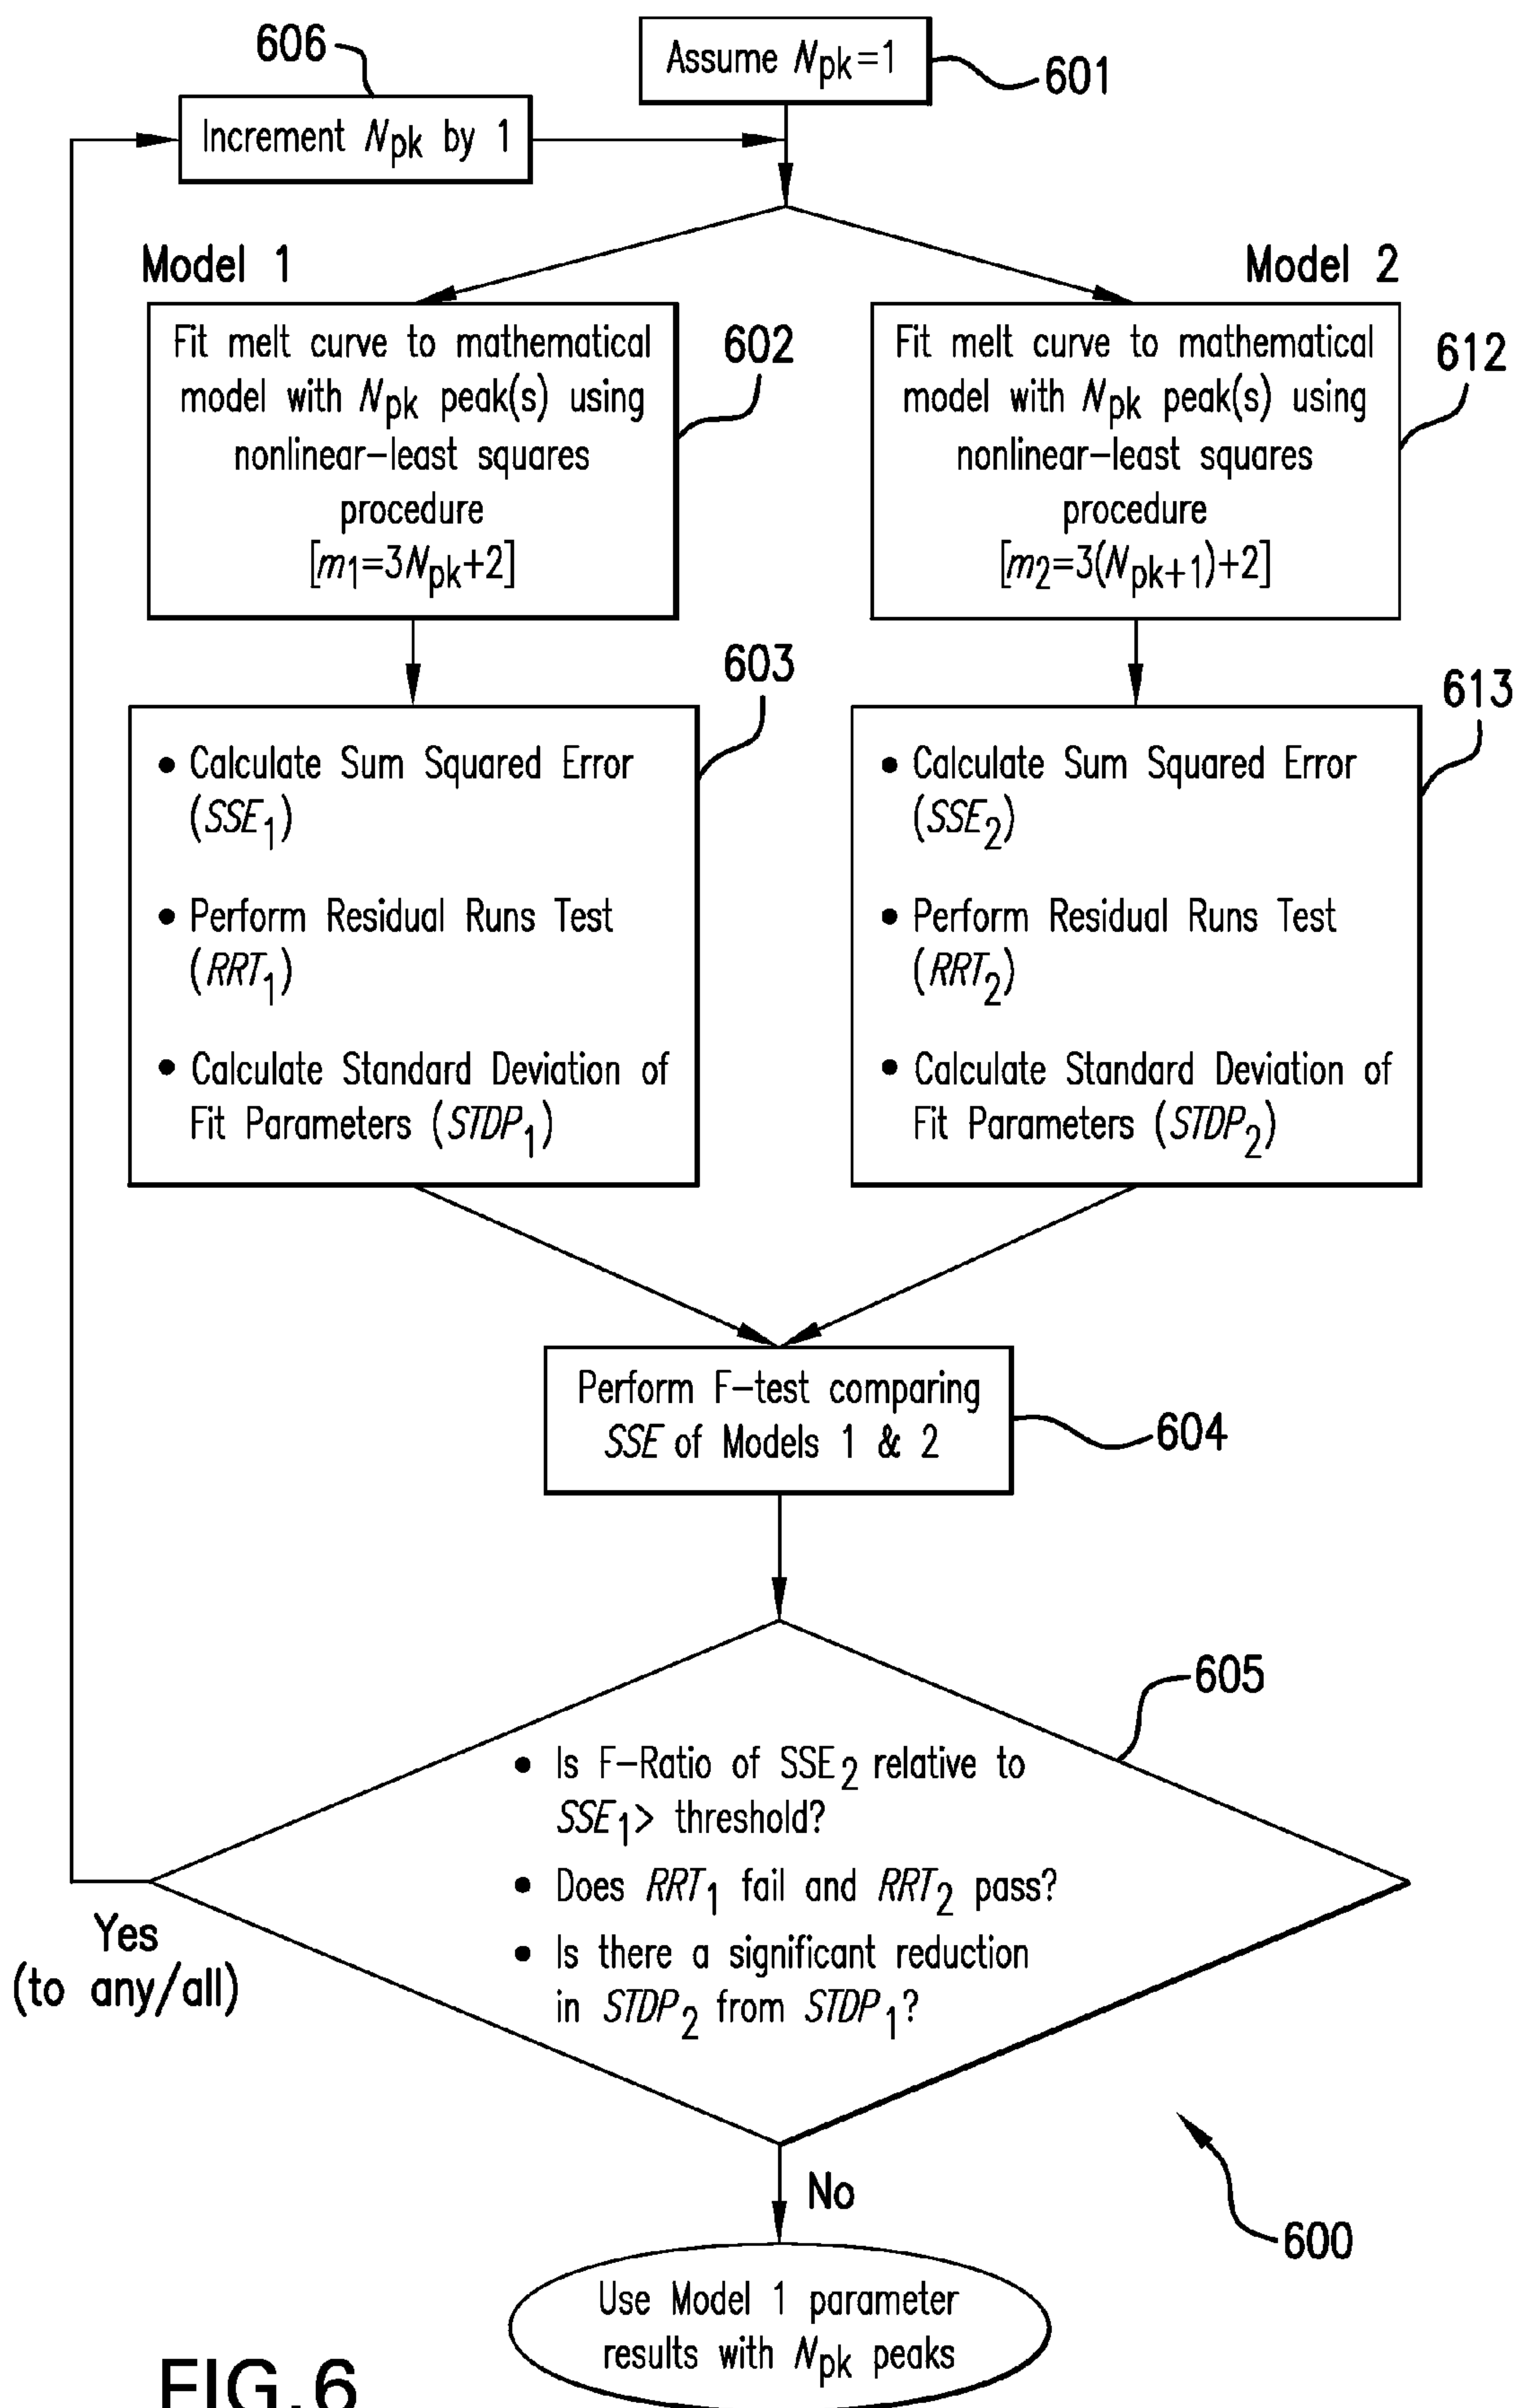 606
Assume Npk=1
601
Increment Npk by 1
Model 1
Model 2
Fit melt curve to mathematical
model with Npk peak(s) using
nonlinear-least squares
procedure
[m1=3Npk+2]
602
Fit melt curve to mathematical
model with Npk peak(s) using
nonlinear-least squares
procedure
[m2=3(Npk+1)+2]
612
603
• Calculate Sum Squared Error
(SSE1)
• Perform Residual Runs Test
(RRT1)
• Calculate Standard Deviation of
Fit Parameters (STDP1)
613
• Calculate Sum Squared Error
(SSE2)
• Perform Residual Runs Test
(RRT2)
• Calculate Standard Deviation of
Fit Parameters (STDP2)
Perform F-test comparing
SSE of Models 1 & 2
604
605
• Is F-Ratio of SSE2 relative to
SSE1> threshold?
• Does RRT1 fail and RRT2 pass?
• Is there a significant reduction
in STDP2 from STDP1?
Yes
(to any/all)
No
600
Use Model 1 parameter
results with Npk peaks
FIG.6